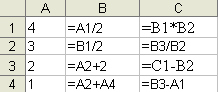 A B C
1 4 =A1/2 =B1*B2
2 3 =B1/2 =B3/B2
3 2 =A2+2 =C1-B2
4 1 =A2+A4 =B3-A1